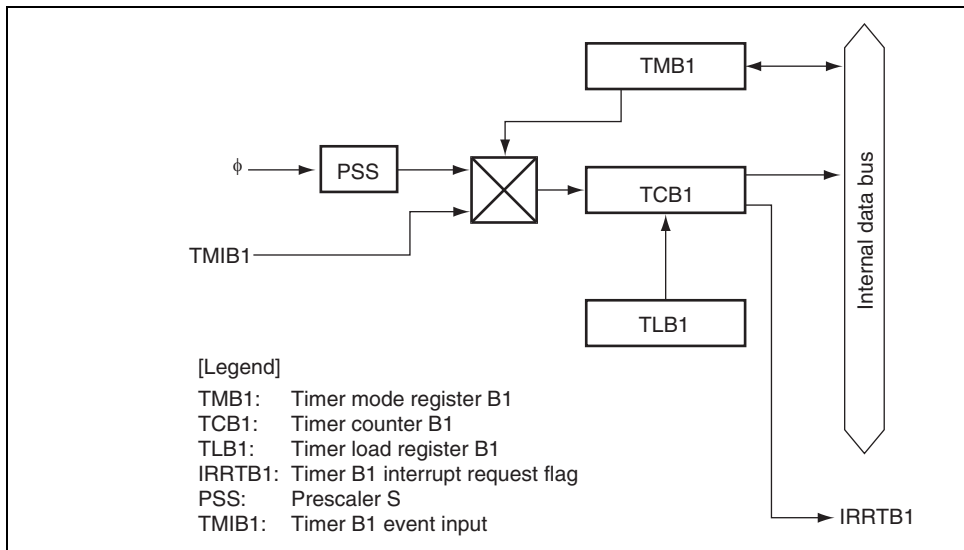 TMB1
φ
PSS
TCB1
TMIB1
TLB1
Internal data bus
[Legend]
TMB1: Timer mode register B1
TCB1: Timer counter B1
TLB1: Timer load register B1
IRRTB1: Timer B1 interrupt request flag
PSS: Prescaler S
TMIB1: Timer B1 event input
IRRTB1